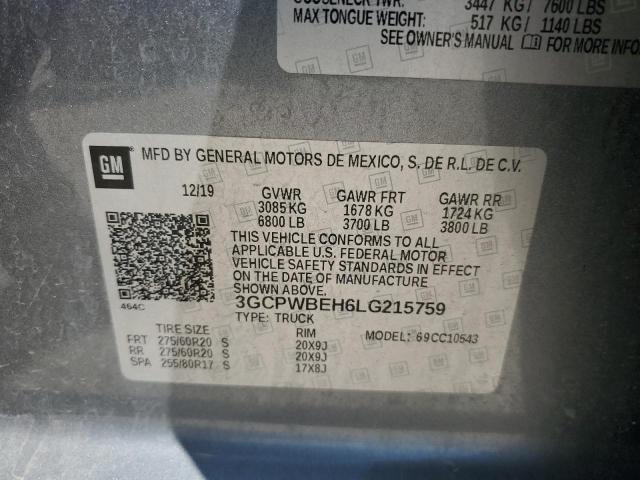 3447 KG / 7600 LBS
MAX TONGUE WEIGHT: 517 KG / 1140 LBS
SEE OWNER'S MANUAL FOR MORE INFO
GM
MFD BY GENERAL MOTORS DE MEXICO, S. DE R.L. DE C.V.
12/19 GVWR GAWR FRT GAWR RR
3085 KG 1678 KG 1724 KG
6800 LB 3700 LB 3800 LB
THIS VEHICLE CONFORMS TO ALL
APPLICABLE U.S. FEDERAL MOTOR
VEHICLE SAFETY STANDARDS IN EFFECT
ON THE DATE OF MANUFACTURE
SHOWN ABOVE.
464C
3GCPWBEH6LG215759
TYPE: TRUCK
TIRE SIZE RIM MODEL: 69CC10543
FRT 275/60R20 S 20X9J
RR 275/60R20 S 20X9J
SPA 255/80R17 S 17X8J